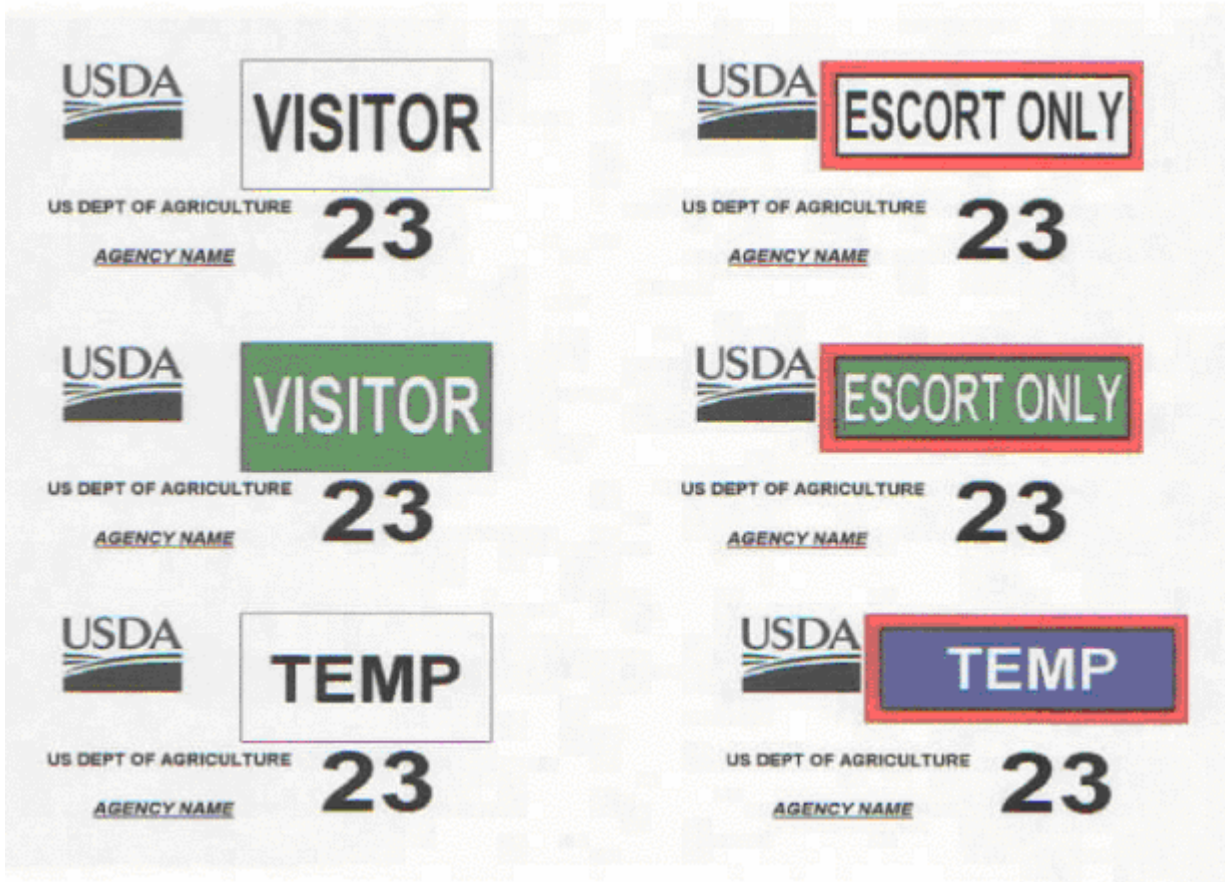 USDA
VISITOR
US DEPT OF AGRICULTURE
23
AGENCY NAME
USDA
ESCORT ONLY
US DEPT OF AGRICULTURE
23
AGENCY NAME
USDA
VISITOR
US DEPT OF AGRICULTURE
23
AGENCY NAME
USDA
ESCORT ONLY
US DEPT OF AGRICULTURE
23
AGENCY NAME
USDA
TEMP
US DEPT OF AGRICULTURE
23
AGENCY NAME
USDA
TEMP
US DEPT OF AGRICULTURE
23
AGENCY NAME